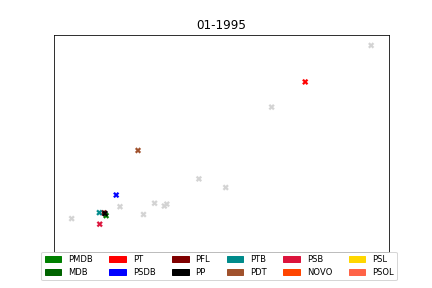 01-1995
PMDB PT PFL PTB PSB PSL
MDB PSDB PP PDT NOVO PSOL